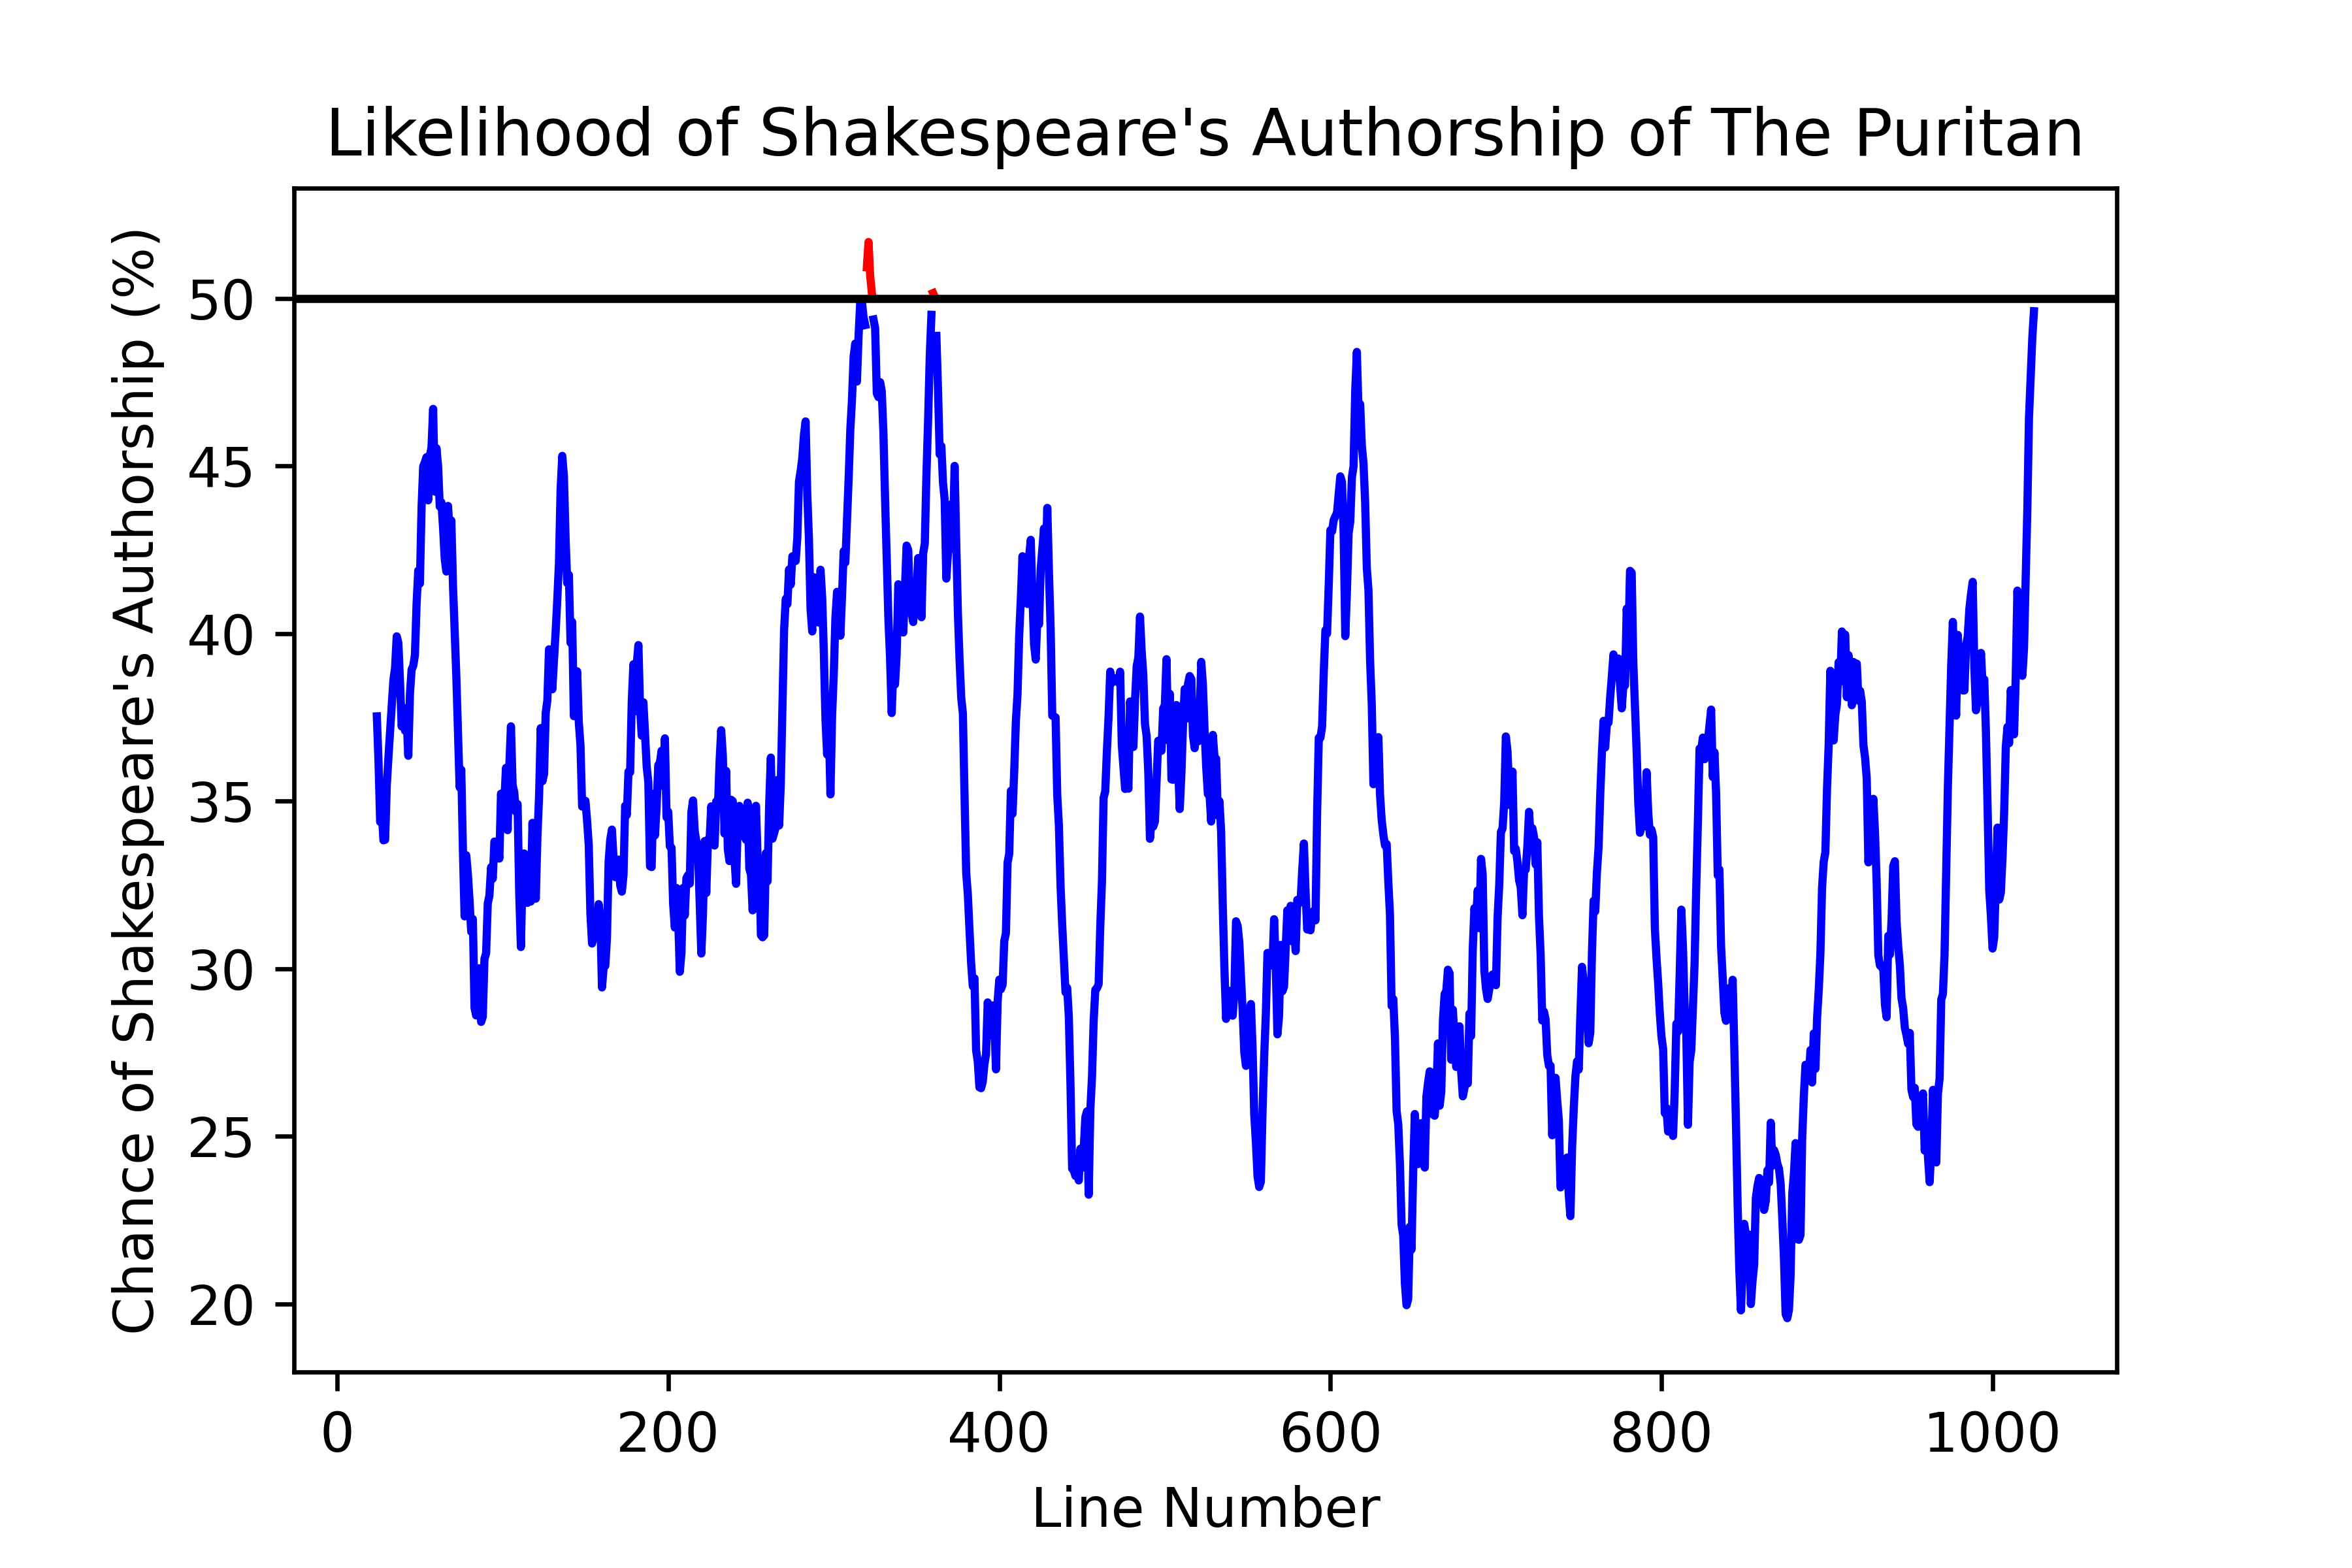 Likelihood of Shakespeare's Authorship of The Puritan
Chance of Shakespeare's Authorship (%)
50
45
40
35
30
25
20
0 200 400 600 800 1000
Line Number